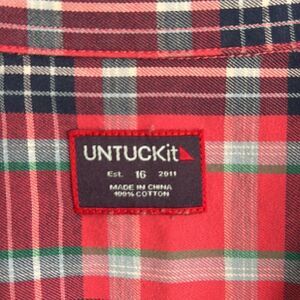 UNTUCKit
Est. 16 2011
MADE IN CHINA
100% COTTON